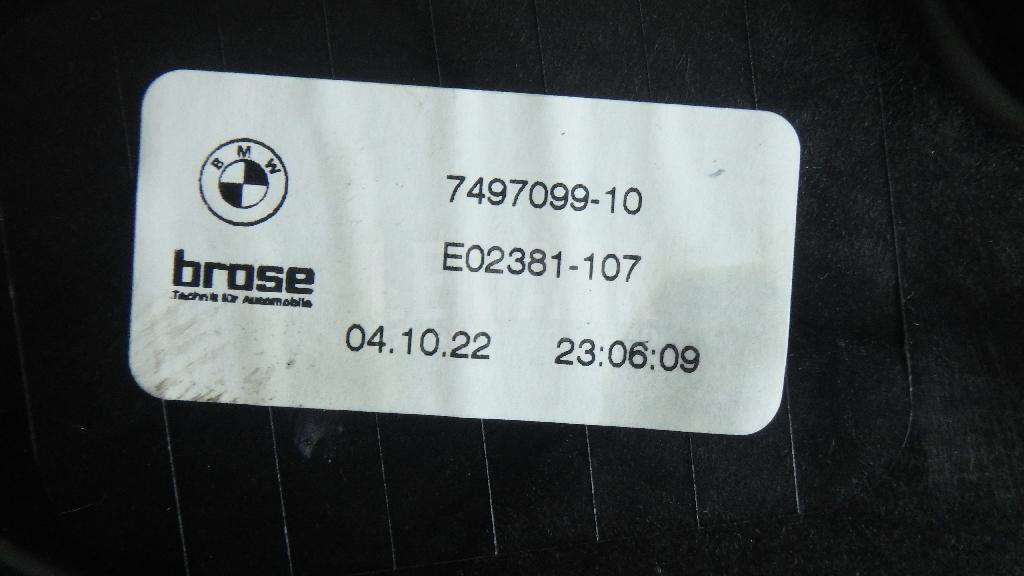 BMW
7497099-10
brose
Technik für Automobile
E02381-107
04.10.22 23:06:09